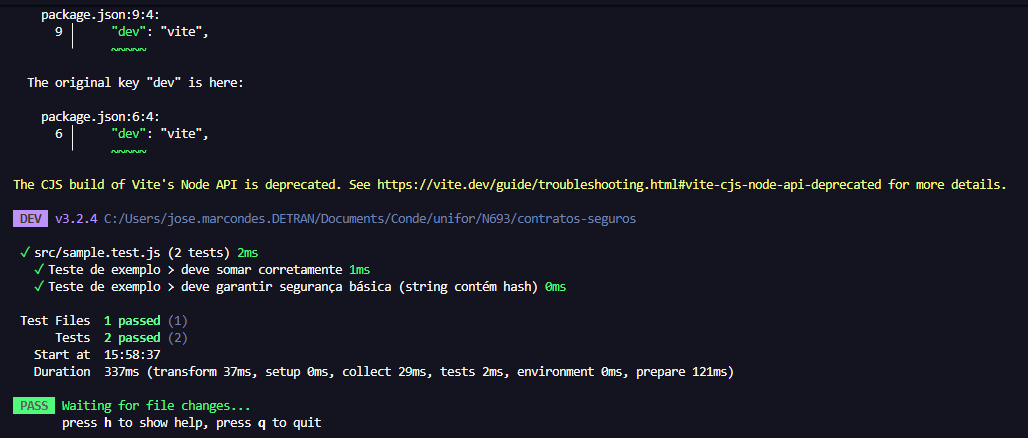 package.json:9:4:
9 │ "dev": "vite",
~~~~~
The original key "dev" is here:
package.json:6:4:
6 │ "dev": "vite",
~~~~~
The CJS build of Vite's Node API is deprecated. See https://vite.dev/guide/troubleshooting.html#vite-cjs-node-api-deprecated for more details.
DEV v3.2.4 C:/Users/jose.marcondes.DETRAN/Documents/Conde/unifor/N693/contratos-seguros
✓ src/sample.test.js (2 tests) 2ms
✓ Teste de exemplo > deve somar corretamente 1ms
✓ Teste de exemplo > deve garantir segurança básica (string contém hash) 0ms
Test Files 1 passed (1)
Tests 2 passed (2)
Start at 15:58:37
Duration 337ms (transform 37ms, setup 0ms, collect 29ms, tests 2ms, environment 0ms, prepare 121ms)
PASS Waiting for file changes...
press h to show help, press q to quit